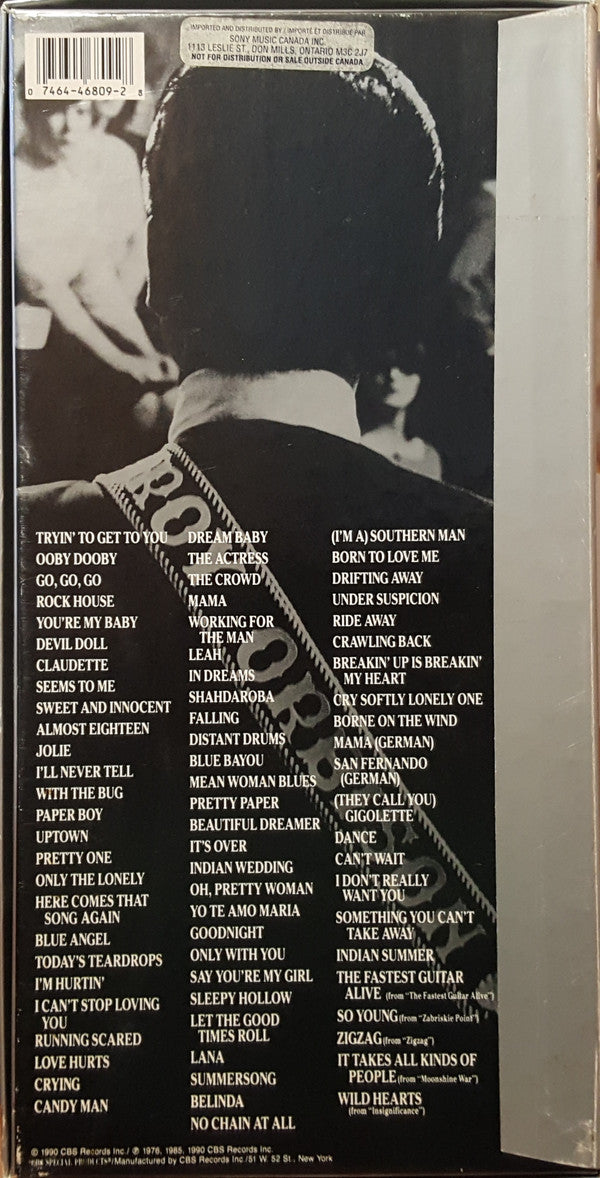 IMPORTED AND DISTRIBUTED BY / IMPORTÉ ET DISTRIBUÉ PAR
SONY MUSIC CANADA INC.
1113 LESLIE ST., DON MILLS, ONTARIO M3C 2J7
NOT FOR DISTRIBUTION OR SALE OUTSIDE CANADA
0 7464-46809-2 8
ROY ORBISON
TRYIN' TO GET TO YOU
OOBY DOOBY
GO, GO, GO
ROCK HOUSE
YOU'RE MY BABY
DEVIL DOLL
CLAUDETTE
SEEMS TO ME
SWEET AND INNOCENT
ALMOST EIGHTEEN
JOLIE
I'LL NEVER TELL
WITH THE BUG
PAPER BOY
UPTOWN
PRETTY ONE
ONLY THE LONELY
HERE COMES THAT
SONG AGAIN
BLUE ANGEL
TODAY'S TEARDROPS
I'M HURTIN'
I CAN'T STOP LOVING
YOU
RUNNING SCARED
LOVE HURTS
CRYING
CANDY MAN
DREAM BABY
THE ACTRESS
THE CROWD
MAMA
WORKING FOR
THE MAN
LEAH
IN DREAMS
SHAHDAROBA
FALLING
DISTANT DRUMS
BLUE BAYOU
MEAN WOMAN BLUES
PRETTY PAPER
BEAUTIFUL DREAMER
IT'S OVER
INDIAN WEDDING
OH, PRETTY WOMAN
YO TE AMO MARIA
GOODNIGHT
ONLY WITH YOU
SAY YOU'RE MY GIRL
SLEEPY HOLLOW
LET THE GOOD
TIMES ROLL
LANA
SUMMERSONG
BELINDA
NO CHAIN AT ALL
(I'M A) SOUTHERN MAN
BORN TO LOVE ME
DRIFTING AWAY
UNDER SUSPICION
RIDE AWAY
CRAWLING BACK
BREAKIN' UP IS BREAKIN'
MY HEART
CRY SOFTLY LONELY ONE
BORNE ON THE WIND
MAMA (GERMAN)
SAN FERNANDO
(GERMAN)
(THEY CALL YOU)
GIGOLETTE
DANCE
CAN'T WAIT
I DON'T REALLY
WANT YOU
SOMETHING YOU CAN'T
TAKE AWAY
INDIAN SUMMER
THE FASTEST GUITAR
ALIVE (from "The Fastest Guitar Alive")
SO YOUNG (from "Zabriskie Point")
ZIGZAG (from "Zigzag")
IT TAKES ALL KINDS OF
PEOPLE (from "Moonshine War")
WILD HEARTS
(from "Insignificance")
© 1990 CBS Records Inc./ ℗ 1976, 1985, 1990 CBS Records Inc.
CBS SPECIAL PRODUCTS/Manufactured by CBS Records Inc./51 W. 52 St., New York